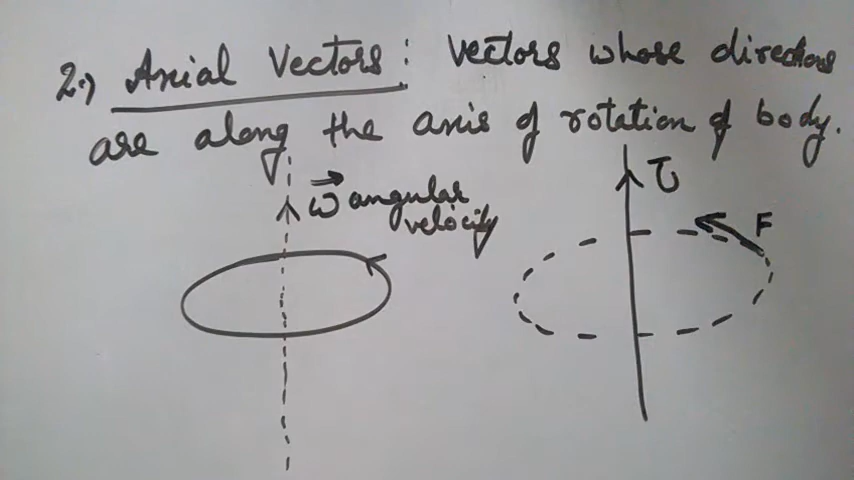 2.) Axial Vectors: vectors whose directions
are along the axis of rotation of body.
ω⃗ angular
velocity
τ
F